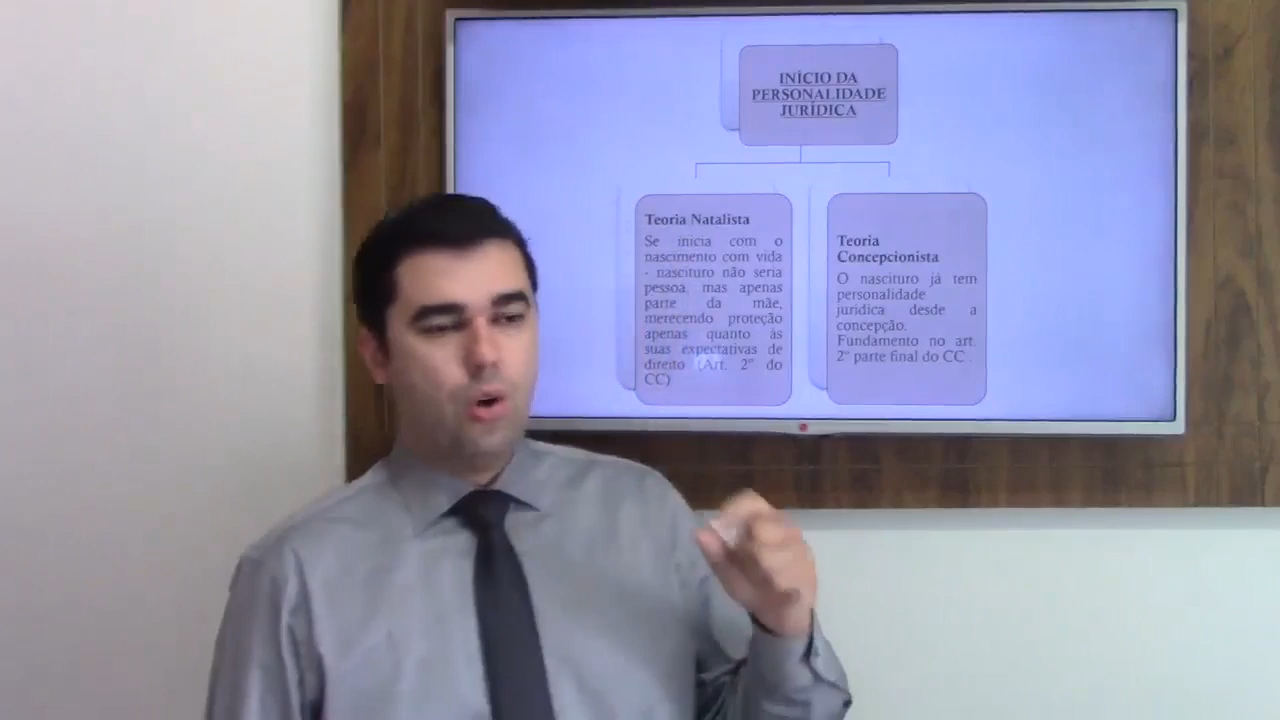 INÍCIO DA
PERSONALIDADE
JURÍDICA
Teoria Natalista
Se inicia com o
nascimento com vida
- nascituro não seria
pessoa, mas apenas
parte da mãe,
merecendo proteção
apenas quanto às
suas expectativas de
direito (Art. 2º do
CC)
Teoria
Concepcionista
O nascituro já tem
personalidade
jurídica desde a
concepção.
Fundamento no art.
2º parte final do CC .